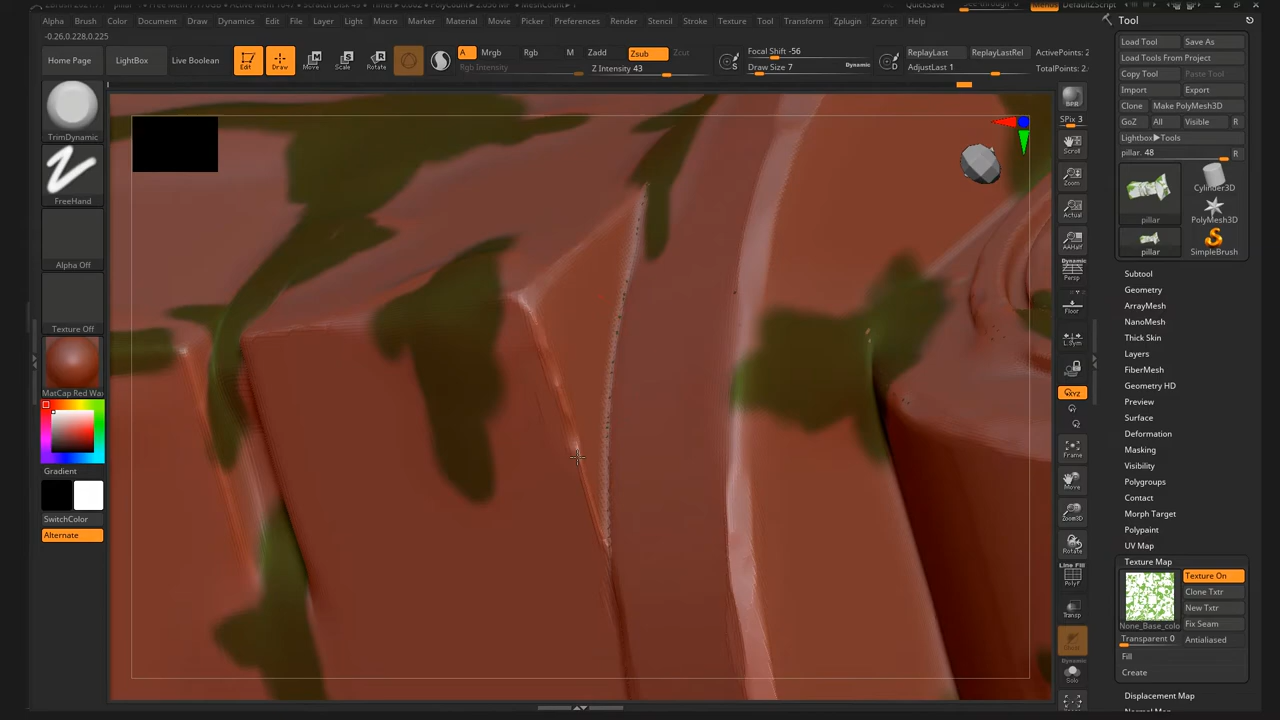 Alpha Brush Color Document Draw Dynamics Edit File Layer Light Macro Marker Material Movie Picker Preferences Render Stencil Stroke Texture Tool Transform Zplugin Zscript Help
QuickSave
DefaultZScript
-0.26,0.228,0.225
Home Page
LightBox
Live Boolean
Edit
Draw
Move
Scale
Rotate
A
Mrgb
Rgb
M
Zadd
Zsub
Zcut
Rgb Intensity
Z Intensity 43
S
Focal Shift -56
Draw Size 7
Dynamic
D
ReplayLast
ReplayLastRel
AdjustLast 1
ActivePoints: 2
TotalPoints: 2.
TrimDynamic
FreeHand
Alpha Off
Texture Off
MatCap Red Wax
Gradient
SwitchColor
Alternate
BPR
SPix 3
Scroll
Zoom
Actual
AAHalf
Dynamic
Persp
Floor
L.Sym
XYZ
Frame
Move
Zoom3D
Rotate
Line Fill
PolyF
Transp
Dynamic
Solo
Tool
Load Tool
Save As
Load Tools From Project
Copy Tool
Paste Tool
Import
Export
Clone
Make PolyMesh3D
GoZ
All
Visible
R
Lightbox▶Tools
pillar. 48
R
pillar
Cylinder3D
PolyMesh3D
pillar
SimpleBrush
Subtool
Geometry
ArrayMesh
NanoMesh
Thick Skin
Layers
FiberMesh
Geometry HD
Preview
Surface
Deformation
Masking
Visibility
Polygroups
Contact
Morph Target
Polypaint
UV Map
Texture Map
Texture On
Clone Txtr
New Txtr
None_Base_colo
Fix Seam
Transparent 0
Antialiased
Fill
Create
Displacement Map